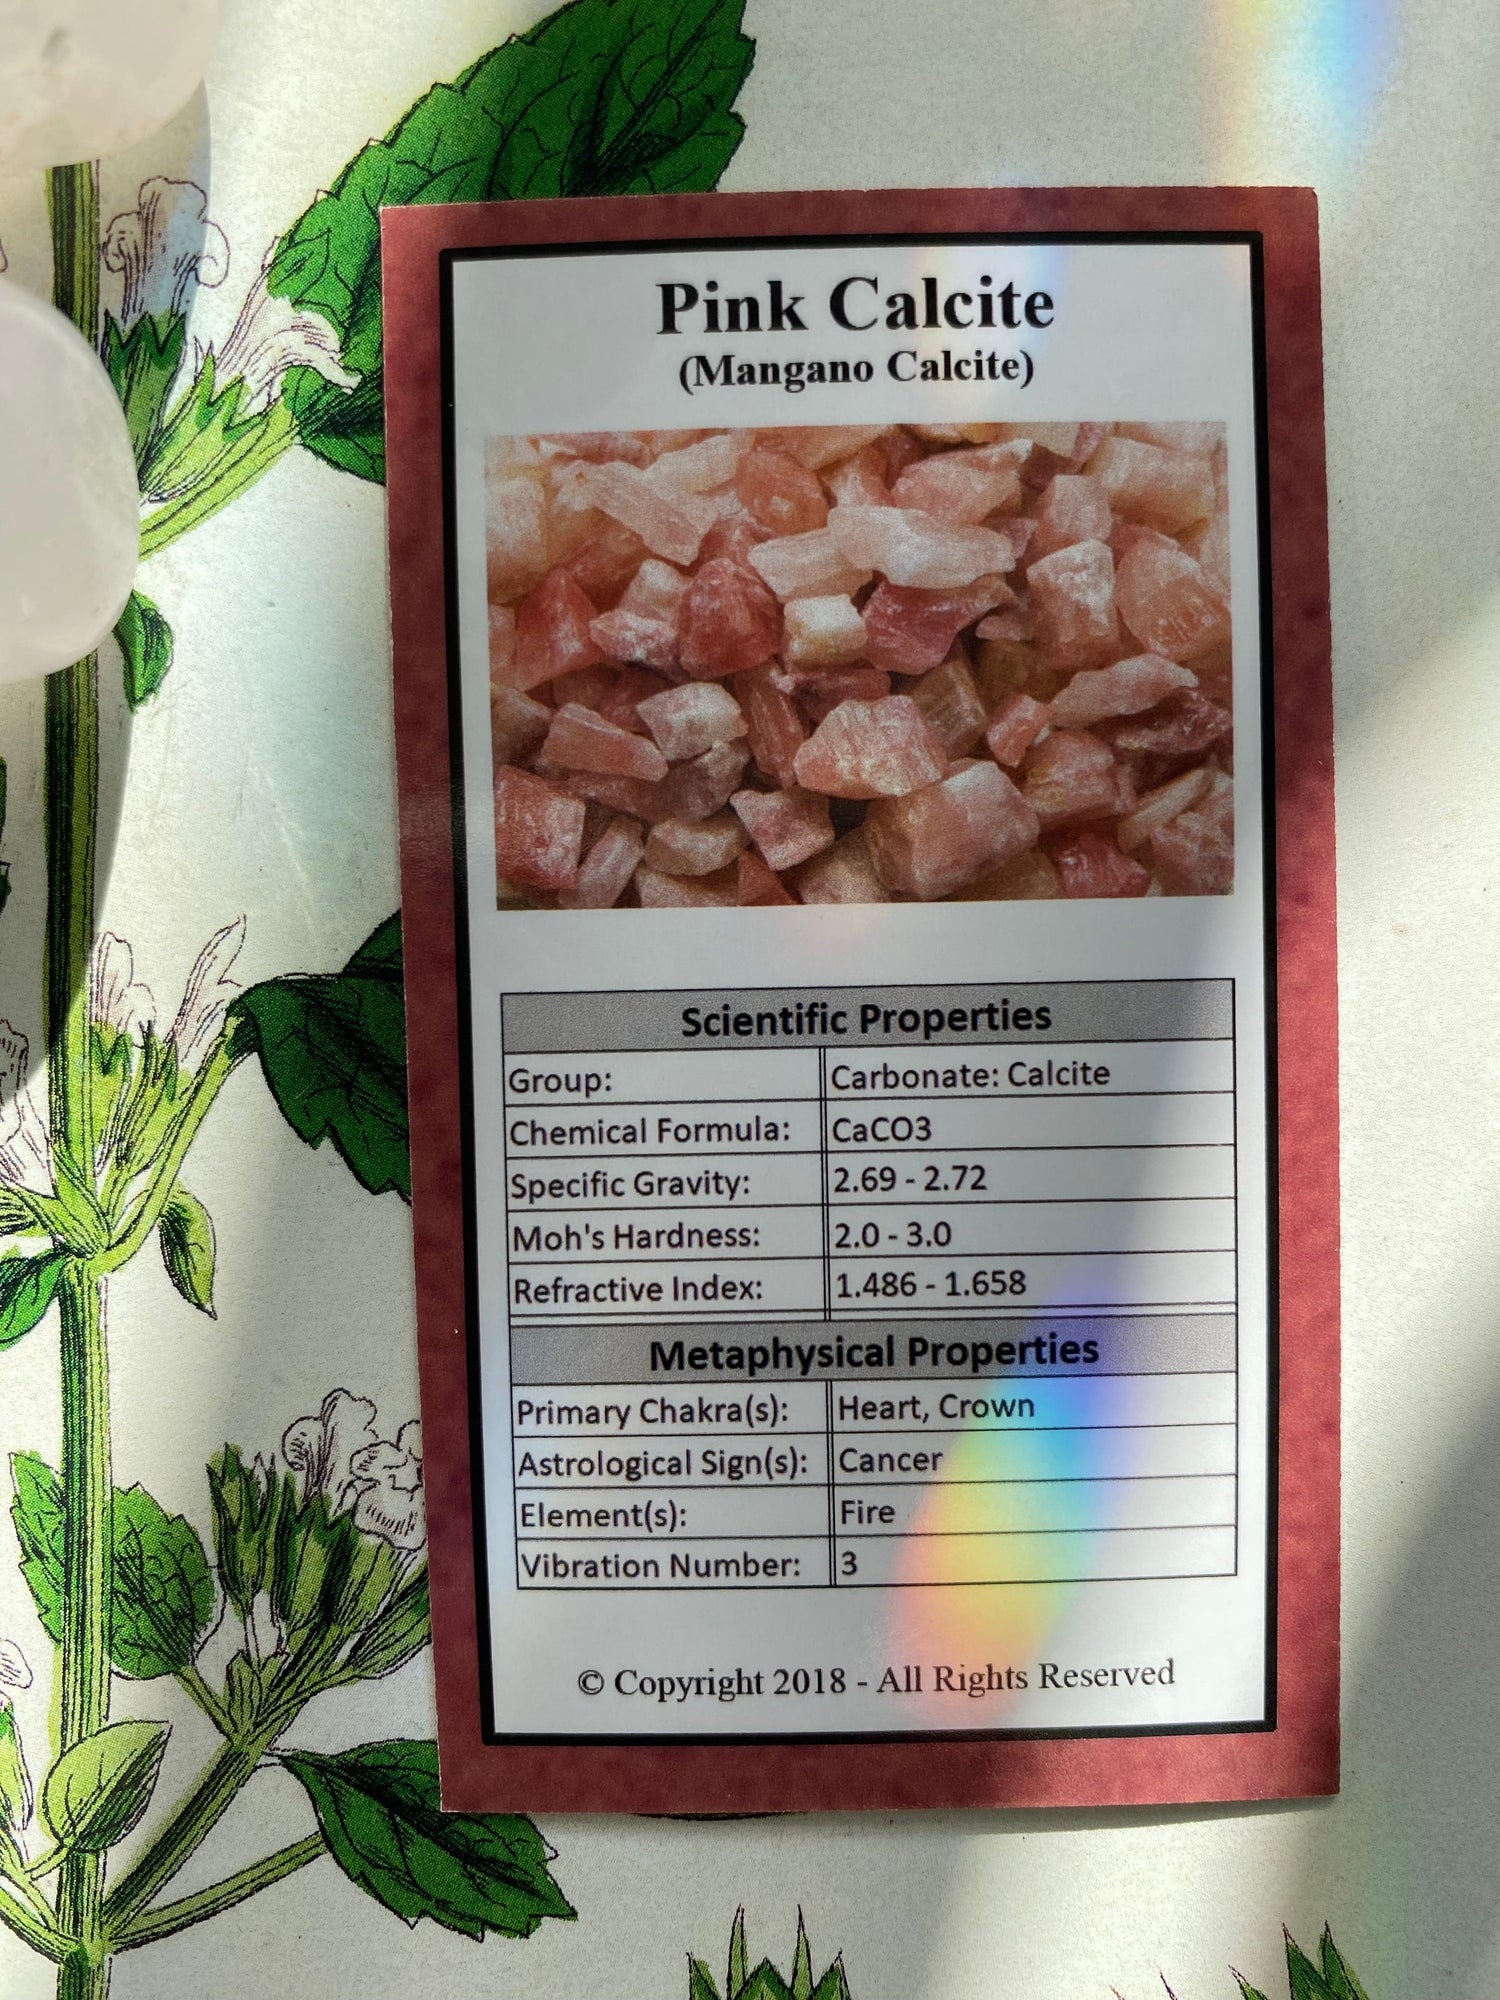 Pink Calcite
(Mangano Calcite)
Scientific Properties
Group: Carbonate: Calcite
Chemical Formula: CaCO3
Specific Gravity: 2.69 - 2.72
Moh's Hardness: 2.0 - 3.0
Refractive Index: 1.486 - 1.658
Metaphysical Properties
Primary Chakra(s): Heart, Crown
Astrological Sign(s): Cancer
Element(s): Fire
Vibration Number: 3
© Copyright 2018 - All Rights Reserved